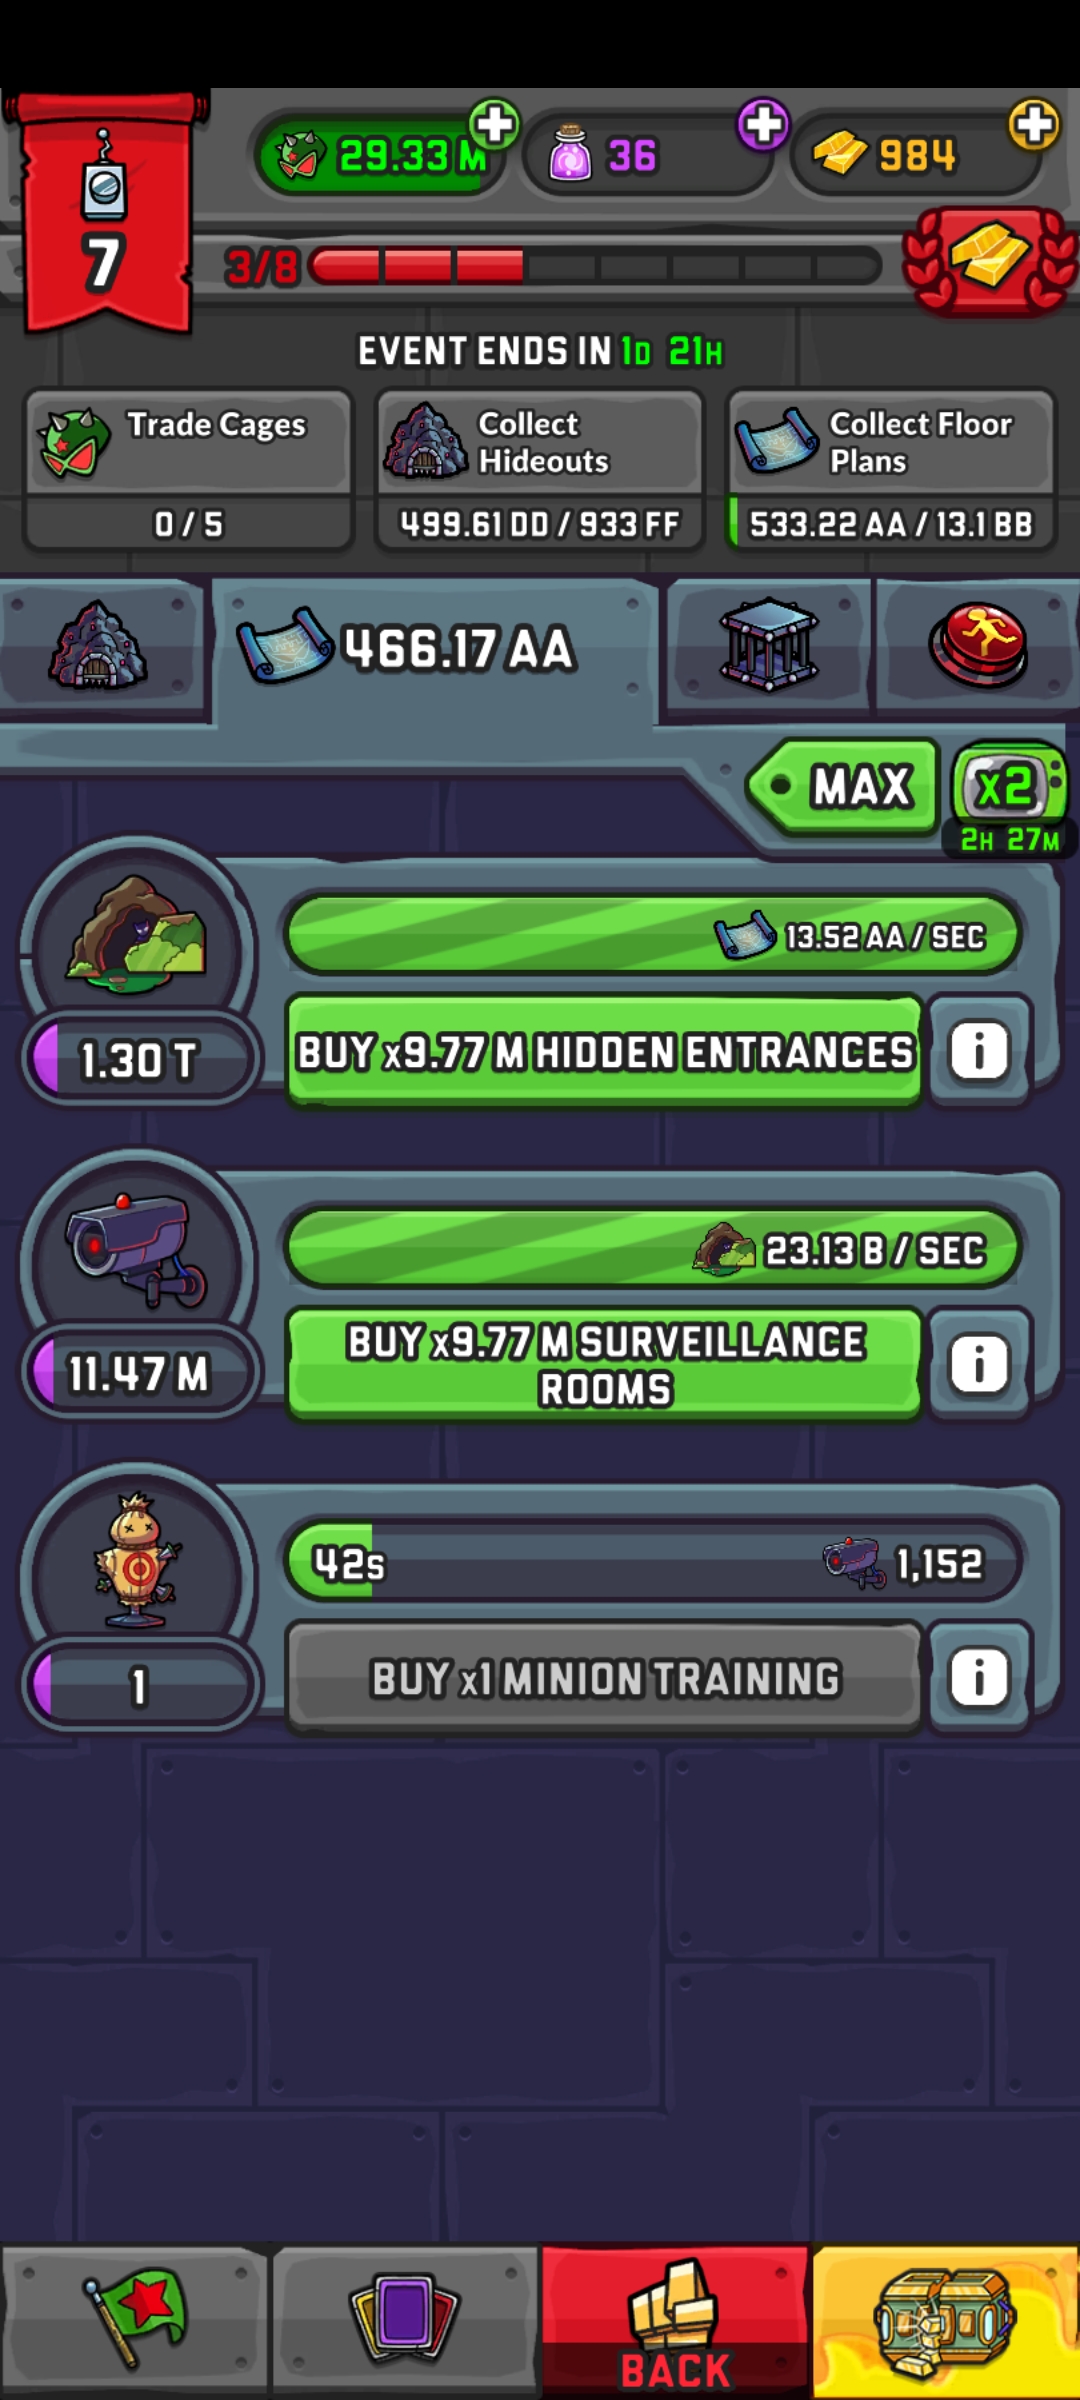 29.33 M
36
984
7
3/8
EVENT ENDS IN 1D 21H
Trade Cages
0 / 5
Collect
Hideouts
499.61 DD / 933 FF
Collect Floor
Plans
533.22 AA / 13.1 BB
466.17 AA
MAX
x2
2H 27M
13.52 AA / SEC
1.30 T
BUY x9.77 M HIDDEN ENTRANCES
i
23.13 B / SEC
11.47 M
BUY x9.77 M SURVEILLANCE
ROOMS
i
42s
1,152
1
BUY x1 MINION TRAINING
i
BACK